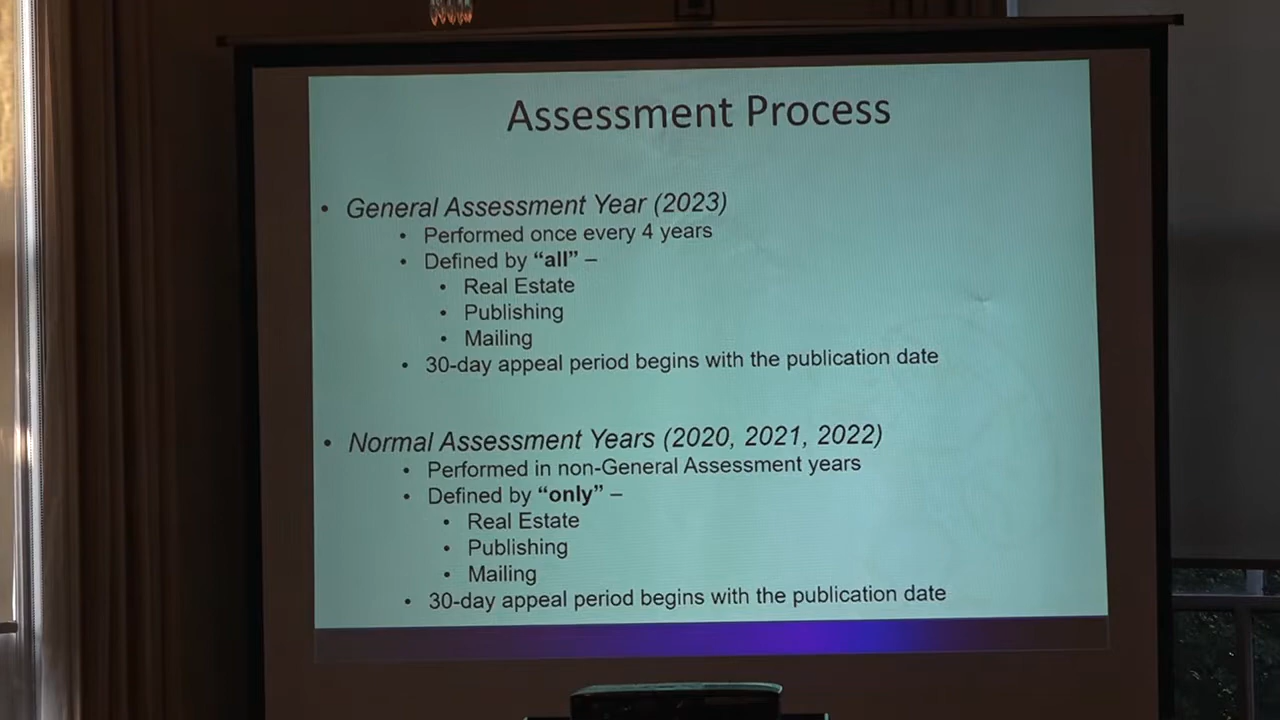 Assessment Process
• General Assessment Year (2023)
• Performed once every 4 years
• Defined by “all” –
• Real Estate
• Publishing
• Mailing
• 30-day appeal period begins with the publication date
• Normal Assessment Years (2020, 2021, 2022)
• Performed in non-General Assessment years
• Defined by “only” –
• Real Estate
• Publishing
• Mailing
• 30-day appeal period begins with the publication date